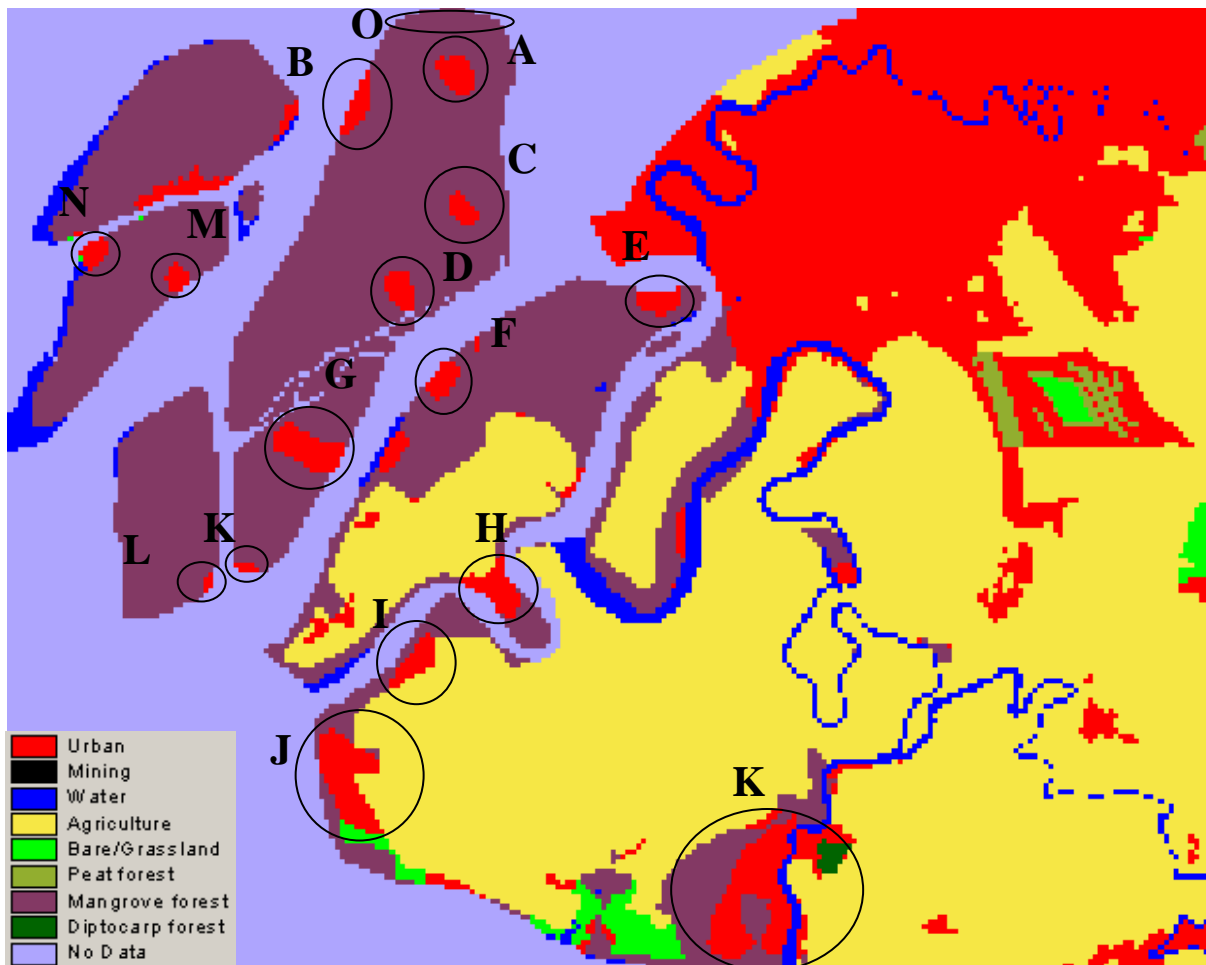 O
A
B
C
N
M
E
D
F
G
K
H
L
I
J
K
Urban
Mining
Water
Agriculture
Bare/Grassland
Peat forest
Mangrove forest
Diptocarp forest
No Data